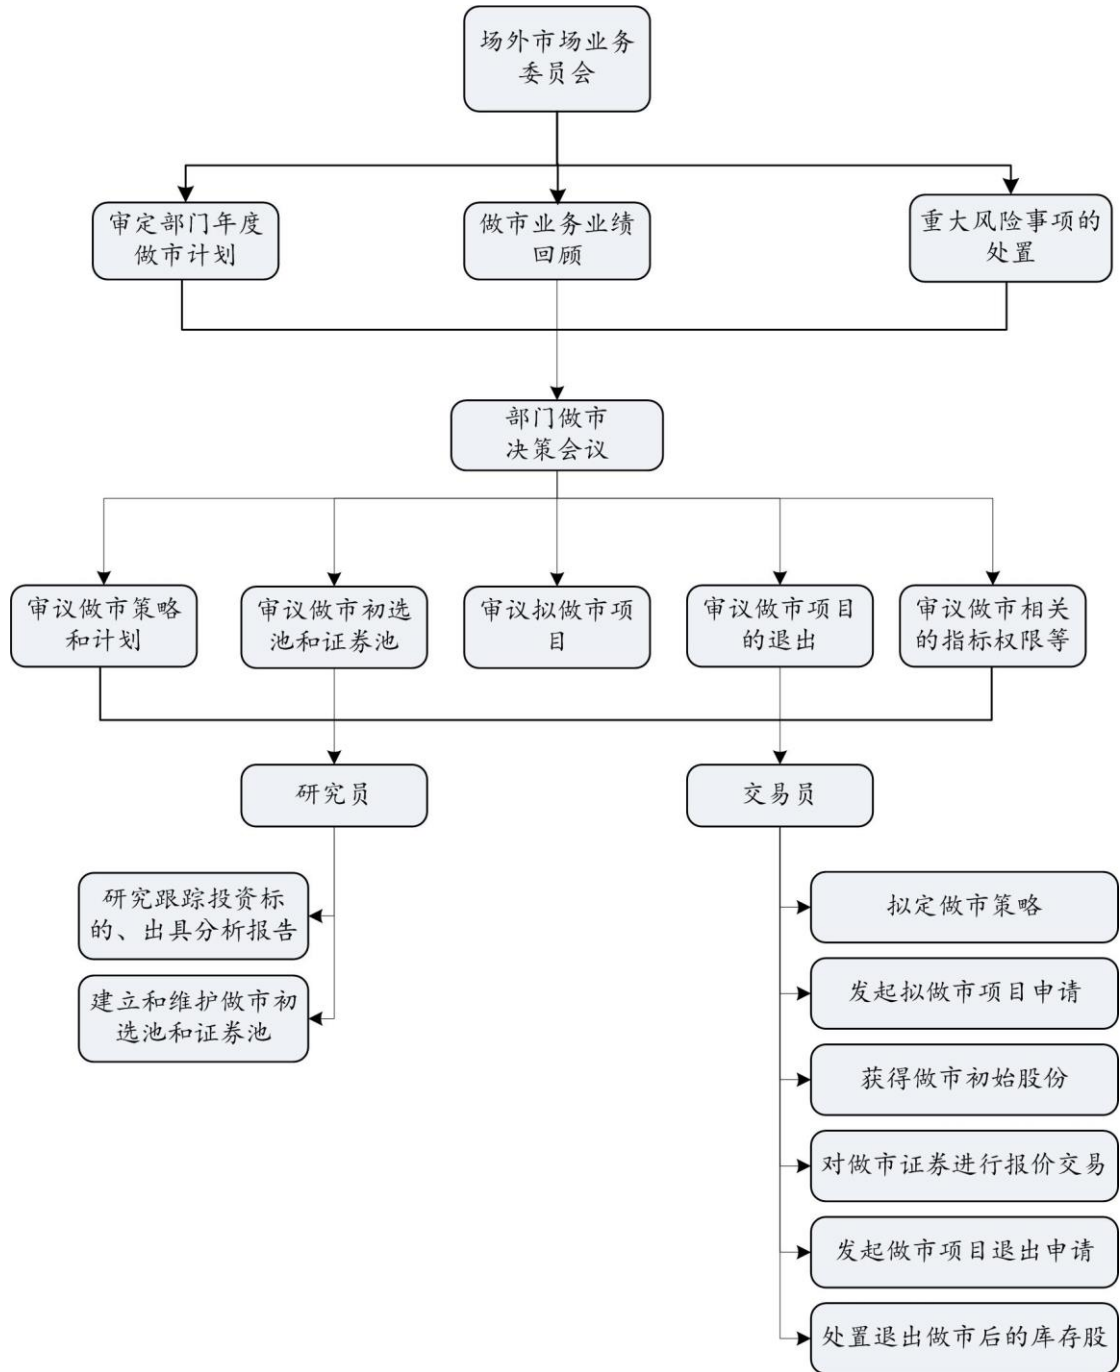 场外市场业务
委员会
审定部门年度
做市计划
做市业务业绩
回顾
重大风险事项的
处置
部门做市
决策会议
审议做市策略
和计划
审议做市初选
池和证券池
审议拟做市项
目
审议做市项目
的退出
审议做市相关
的指标权限等
研究员
交易员
研究跟踪投资标
的、出具分析报告
建立和维护做市初
选池和证券池
拟定做市策略
发起拟做市项目申请
获得做市初始股份
对做市证券进行报价交易
发起做市项目退出申请
处置退出做市后的库存股